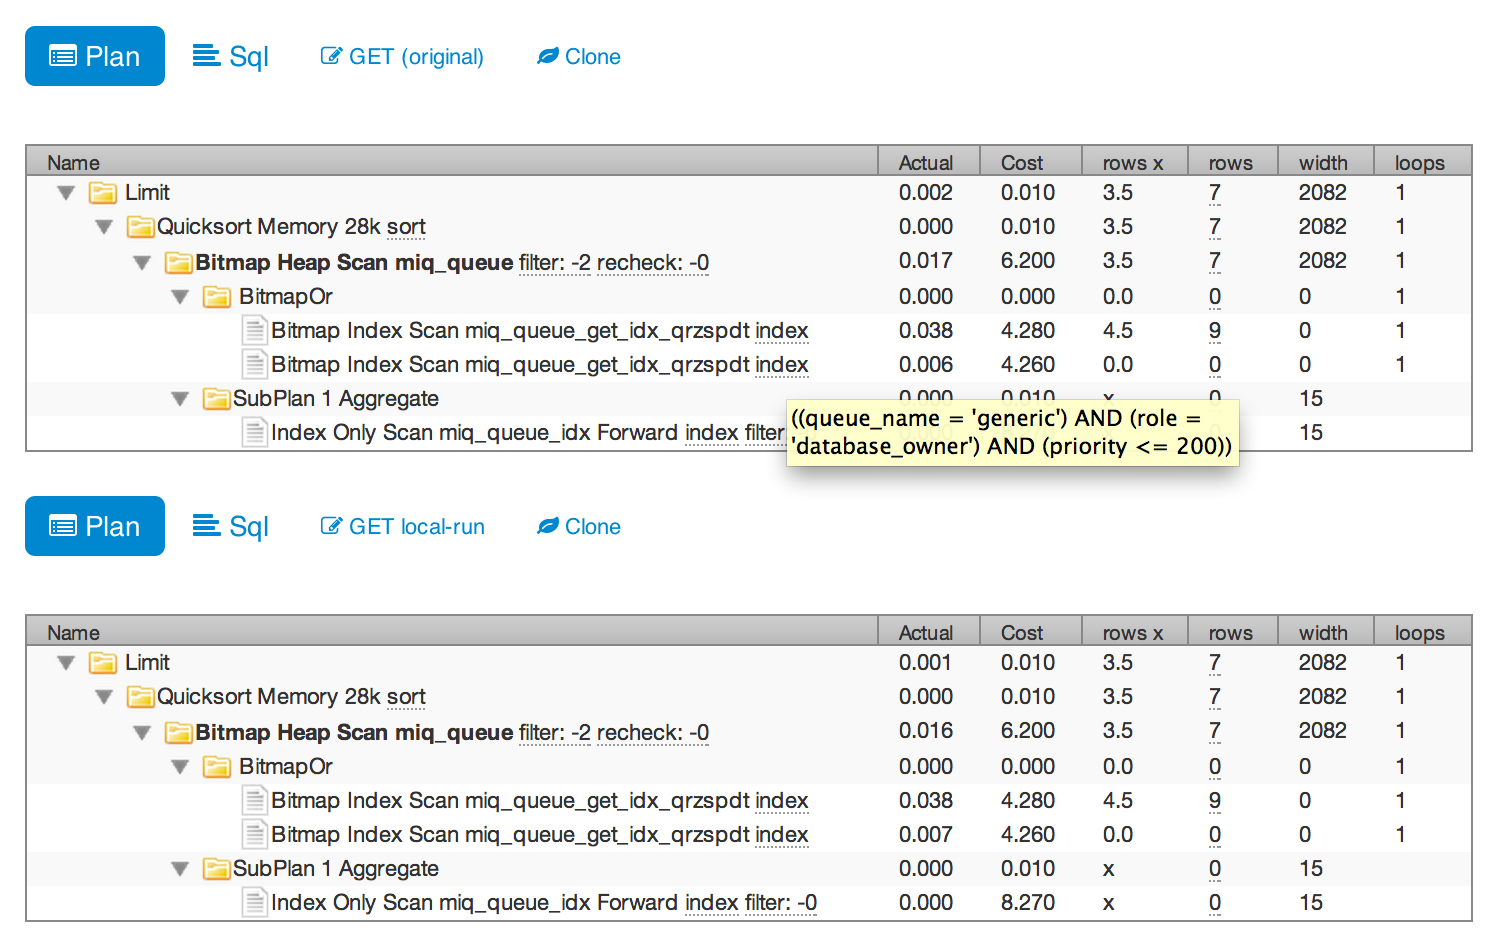 Plan Sql GET (original) Clone
Name Actual Cost rows x rows width loops
Limit 0.002 0.010 3.5 7 2082 1
Quicksort Memory 28k sort 0.000 0.010 3.5 7 2082 1
Bitmap Heap Scan miq_queue filter: -2 recheck: -0 0.017 6.200 3.5 7 2082 1
BitmapOr 0.000 0.000 0.0 0 0 1
Bitmap Index Scan miq_queue_get_idx_qrzspdt index 0.038 4.280 4.5 9 0 1
Bitmap Index Scan miq_queue_get_idx_qrzspdt index 0.006 4.260 0.0 0 0 1
SubPlan 1 Aggregate 0.000 0.010 x 0 15
((queue_name = 'generic') AND (role =
'database_owner') AND (priority <= 200))
Index Only Scan miq_queue_idx Forward index filter 15
Plan Sql GET local-run Clone
Name Actual Cost rows x rows width loops
Limit 0.001 0.010 3.5 7 2082 1
Quicksort Memory 28k sort 0.000 0.010 3.5 7 2082 1
Bitmap Heap Scan miq_queue filter: -2 recheck: -0 0.016 6.200 3.5 7 2082 1
BitmapOr 0.000 0.000 0.0 0 0 1
Bitmap Index Scan miq_queue_get_idx_qrzspdt index 0.038 4.280 4.5 9 0 1
Bitmap Index Scan miq_queue_get_idx_qrzspdt index 0.007 4.260 0.0 0 0 1
SubPlan 1 Aggregate 0.000 0.010 x 0 15
Index Only Scan miq_queue_idx Forward index filter: -0 0.000 8.270 x 0 15